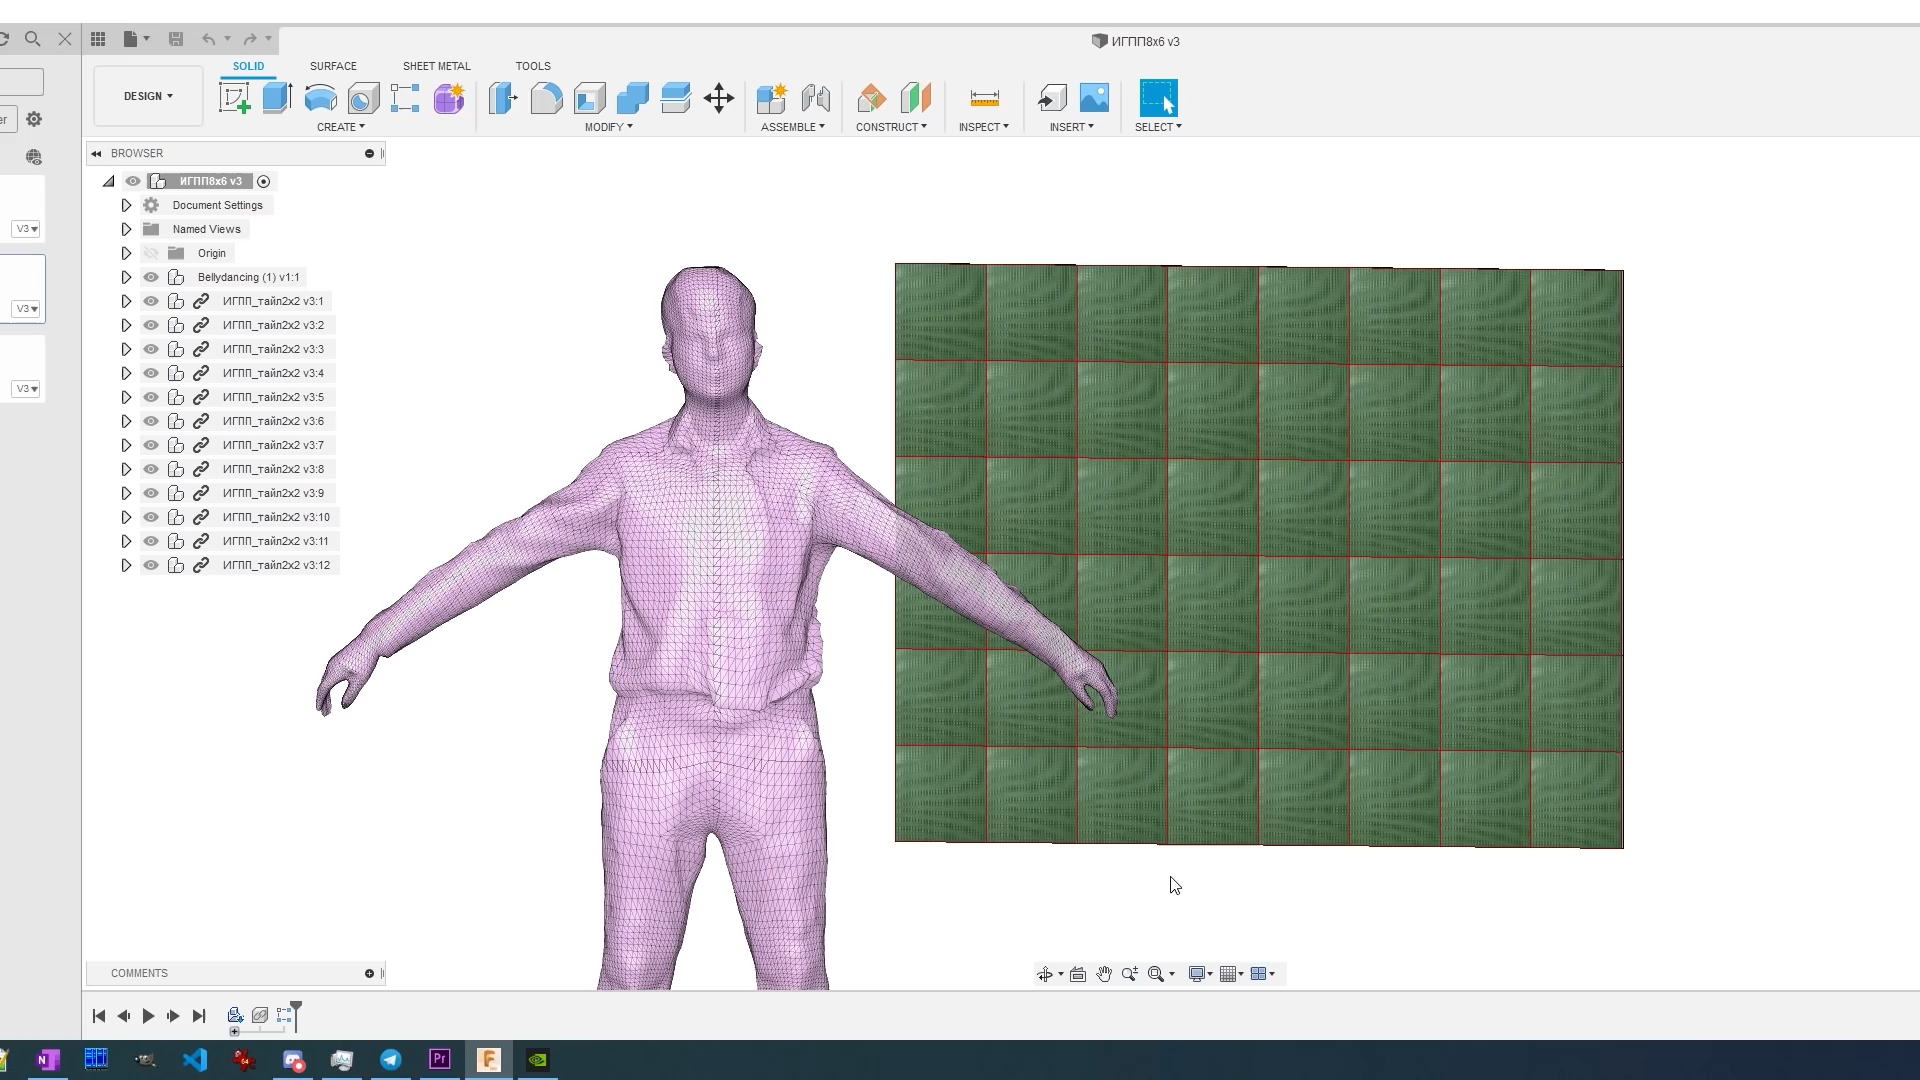 ИГПП8х6 v3
SOLID
SURFACE
SHEET METAL
TOOLS
DESIGN
CREATE
MODIFY
ASSEMBLE
CONSTRUCT
INSPECT
INSERT
SELECT
er
V3
V3
V3
BROWSER
ИГПП8х6 v3
Document Settings
Named Views
Origin
Bellydancing (1) v1:1
ИГПП_тайл2х2 v3:1
ИГПП_тайл2х2 v3:2
ИГПП_тайл2х2 v3:3
ИГПП_тайл2х2 v3:4
ИГПП_тайл2х2 v3:5
ИГПП_тайл2х2 v3:6
ИГПП_тайл2х2 v3:7
ИГПП_тайл2х2 v3:8
ИГПП_тайл2х2 v3:9
ИГПП_тайл2х2 v3:10
ИГПП_тайл2х2 v3:11
ИГПП_тайл2х2 v3:12
COMMENTS
N
64
Pr
F